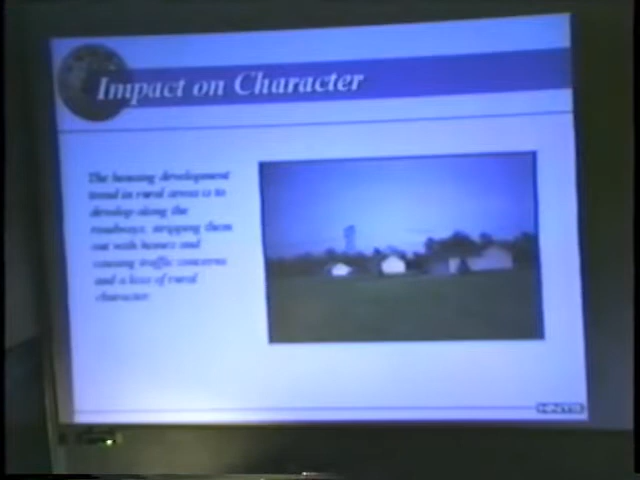 Impact on Character
The housing development
trend in rural areas is to
develop along the
roadways, stripping them
out with homes and
causing traffic concerns
and a loss of rural
character
HNTB